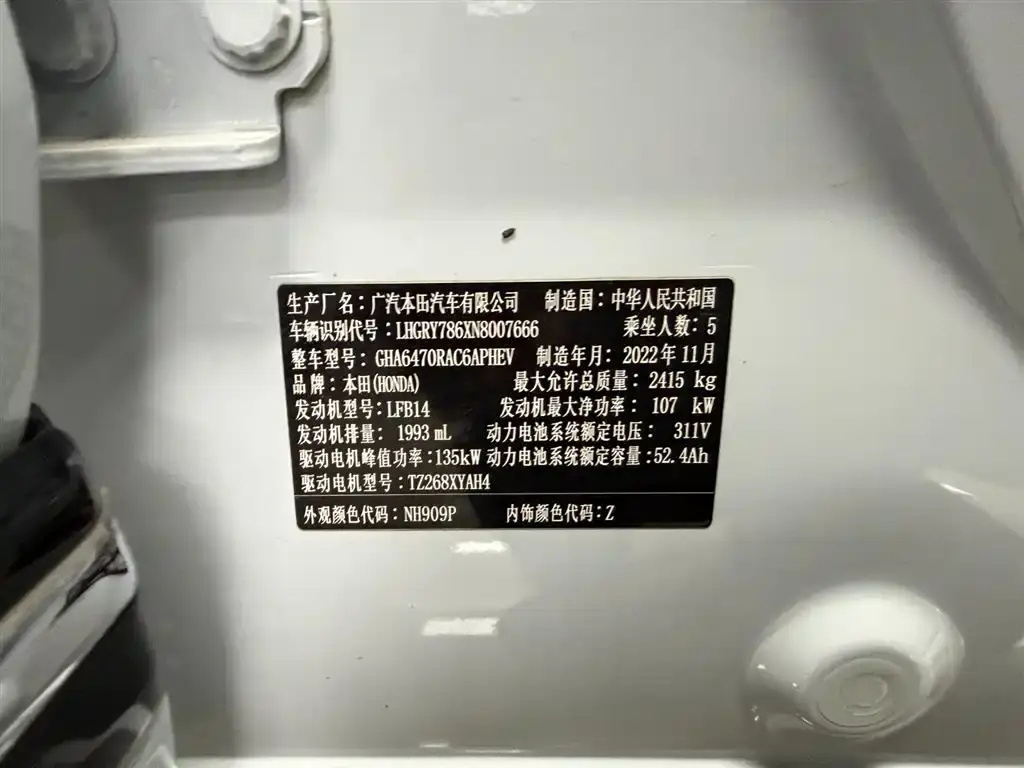 生产厂名：广汽本田汽车有限公司 制造国：中华人民共和国
车辆识别代号：LHGRY786XN8007666 乘坐人数：5
整车型号：GHA6470RAC6APHEV 制造年月：2022年11月
品牌：本田(HONDA) 最大允许总质量：2415 kg
发动机型号：LFB14 发动机最大净功率：107 kW
发动机排量：1993 mL 动力电池系统额定电压：311V
驱动电机峰值功率：135kW 动力电池系统额定容量：52.4Ah
驱动电机型号：TZ268XYAH4
外观颜色代码：NH909P 内饰颜色代码：Z